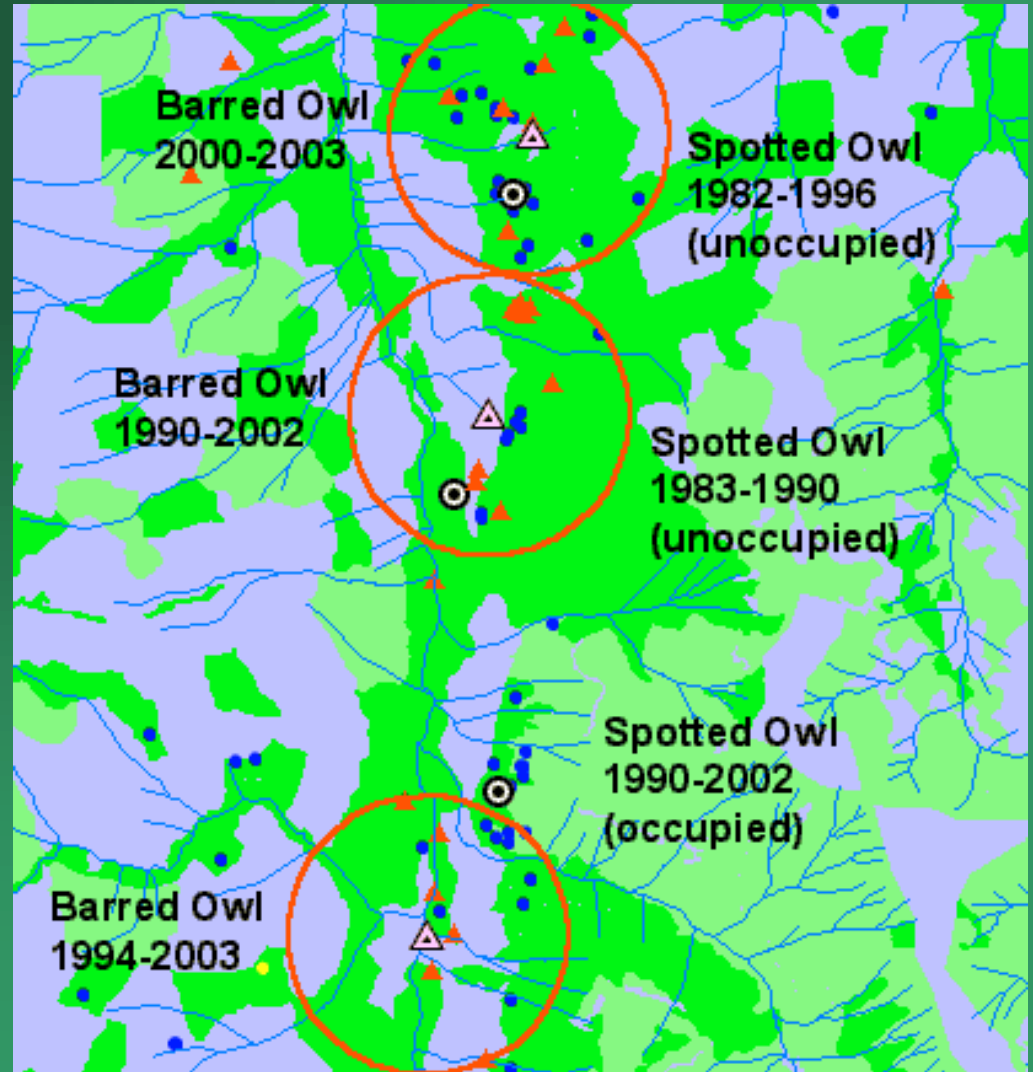 Barred Owl
2000-2003
Spotted Owl
1982-1996
(unoccupied)
Barred Owl
1990-2002
Spotted Owl
1983-1990
(unoccupied)
Spotted Owl
1990-2002
(occupied)
Barred Owl
1994-2003